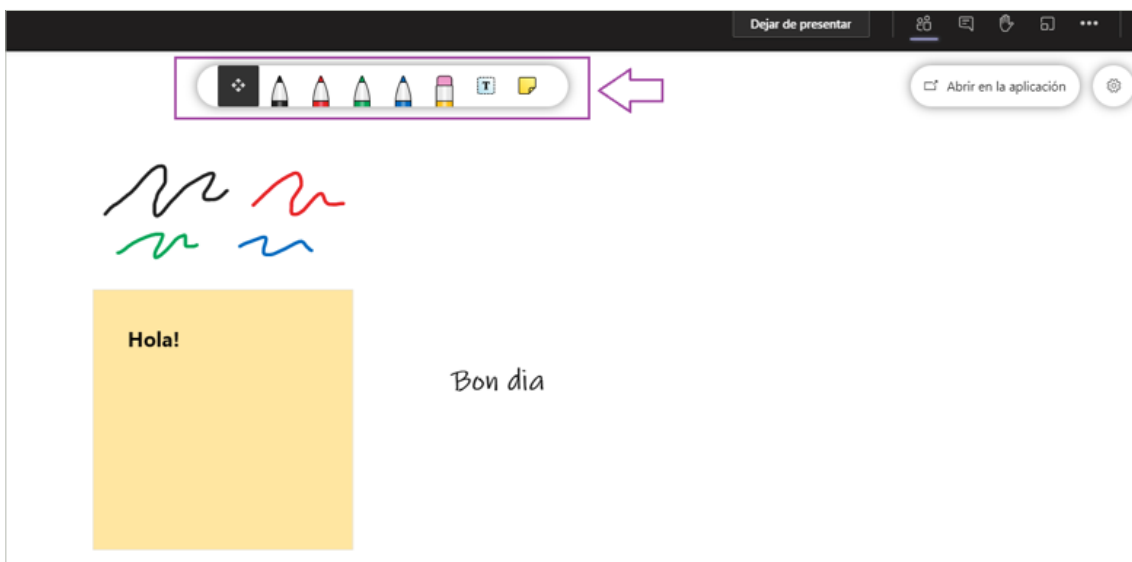 Dejar de presentar
T
Abrir en la aplicación
Hola!
Bon dia